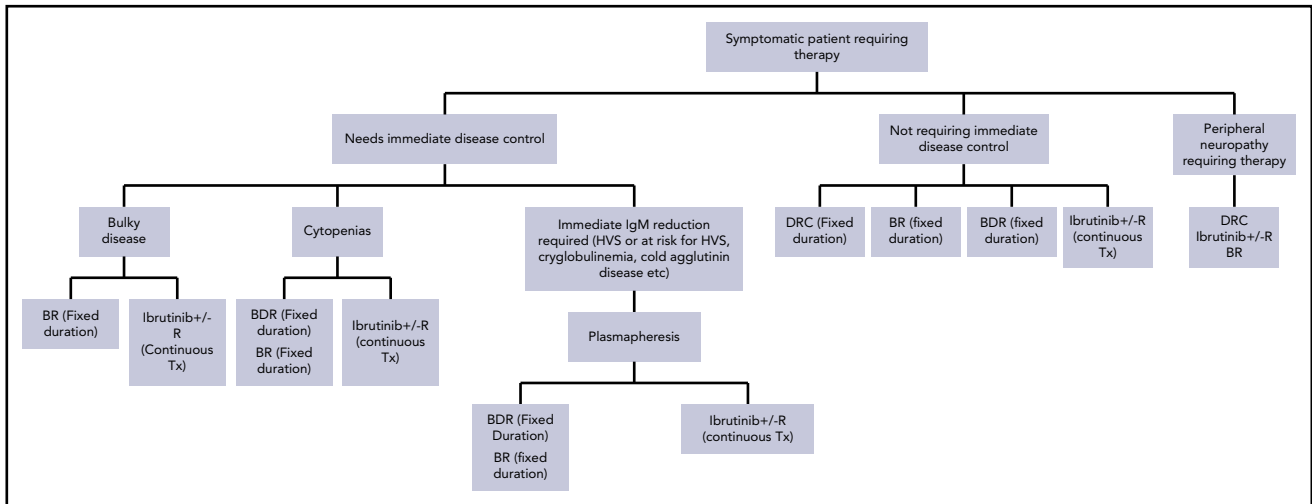 Symptomatic patient requiring
therapy
Needs immediate disease control
Not requiring immediate
disease control
Peripheral
neuropathy
requiring therapy
Bulky
disease
Cytopenias
Immediate IgM reduction
required (HVS or at risk for HVS,
cryglobulinemia, cold agglutinin
disease etc)
DRC (Fixed
duration)
BR (fixed
duration)
BDR (fixed
duration)
Ibrutinib+/-R
(continuous
Tx)
DRC
Ibrutinib+/-R
BR
BR (Fixed
duration)
Ibrutinib+/-
R
(Continuous
Tx)
BDR (Fixed
duration)
BR (Fixed
duration)
Ibrutinib+/-R
(continuous
Tx)
Plasmapheresis
BDR (Fixed
Duration)
BR (fixed
duration)
Ibrutinib+/-R
(continuous Tx)